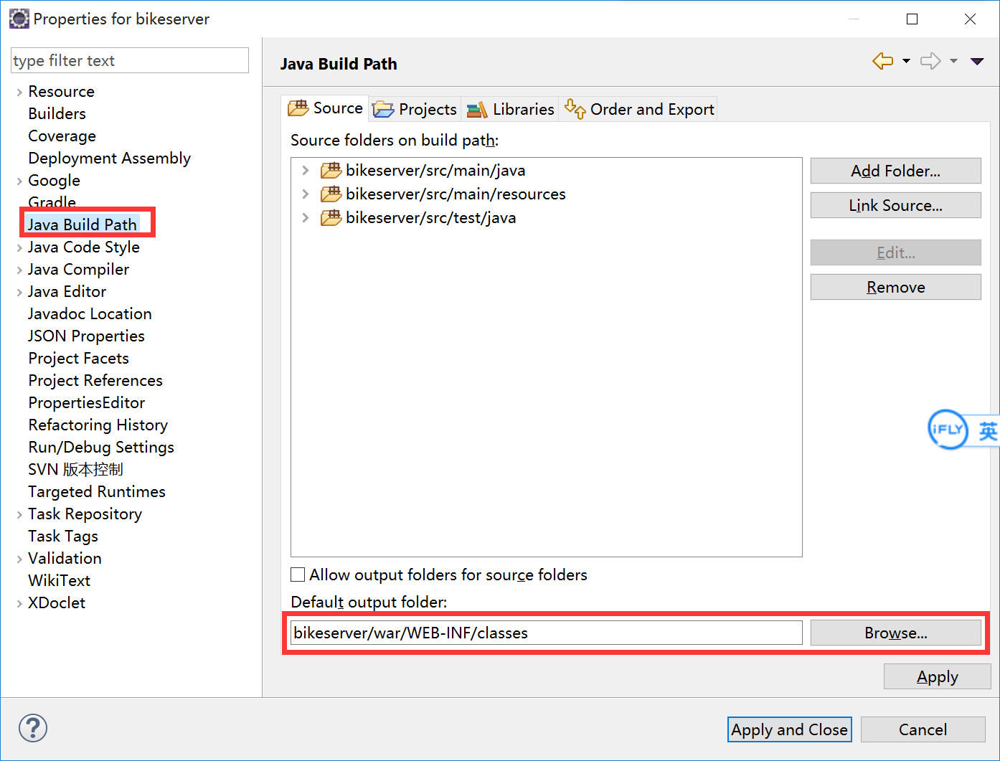 Properties for bikeserver
type filter text
Resource
Builders
Coverage
Deployment Assembly
Google
Gradle
Java Build Path
Java Code Style
Java Compiler
Java Editor
Javadoc Location
JSON Properties
Project Facets
Project References
PropertiesEditor
Refactoring History
Run/Debug Settings
SVN 版本控制
Targeted Runtimes
Task Repository
Task Tags
Validation
WikiText
XDoclet
Java Build Path
Source Projects Libraries Order and Export
Source folders on build path:
bikeserver/src/main/java
bikeserver/src/main/resources
bikeserver/src/test/java
Add Folder...
Link Source...
Edit...
Remove
iFLY 英
Allow output folders for source folders
Default output folder:
bikeserver/war/WEB-INF/classes Browse...
Apply
? Apply and Close Cancel